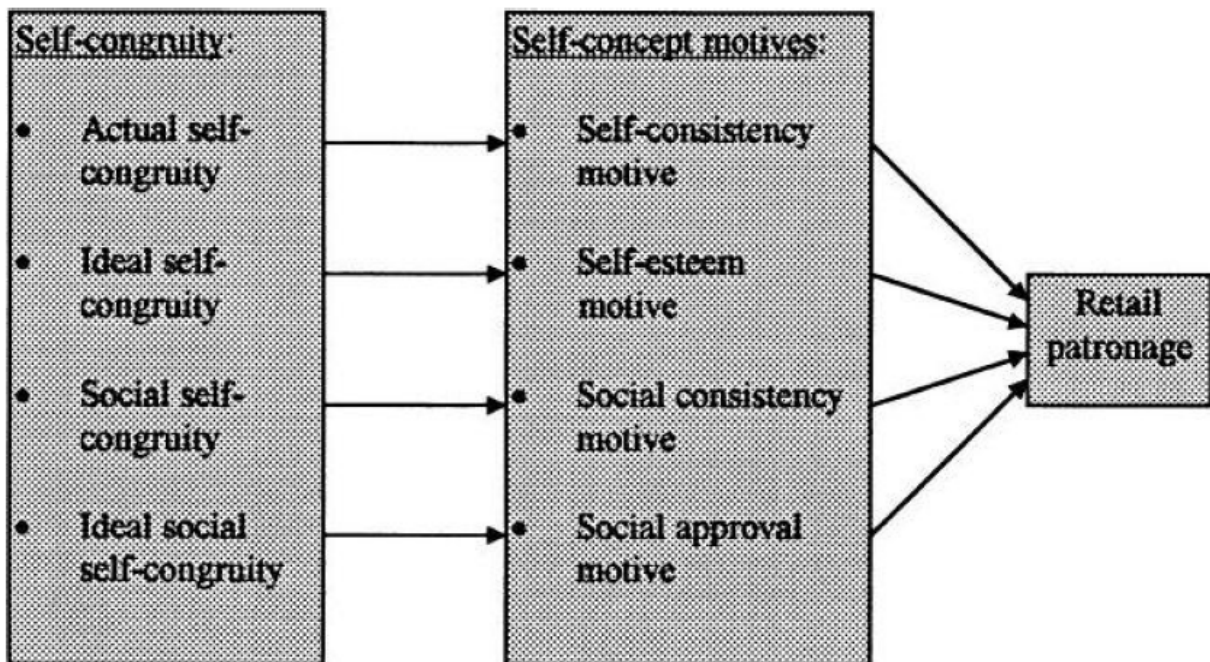 Self-congruity:
• Actual self-
congruity
• Ideal self-
congruity
• Social self-
congruity
• Ideal social
self-congruity
Self-concept motives:
• Self-consistency
motive
• Self-esteem
motive
• Social consistency
motive
• Social approval
motive
Retail
patronage